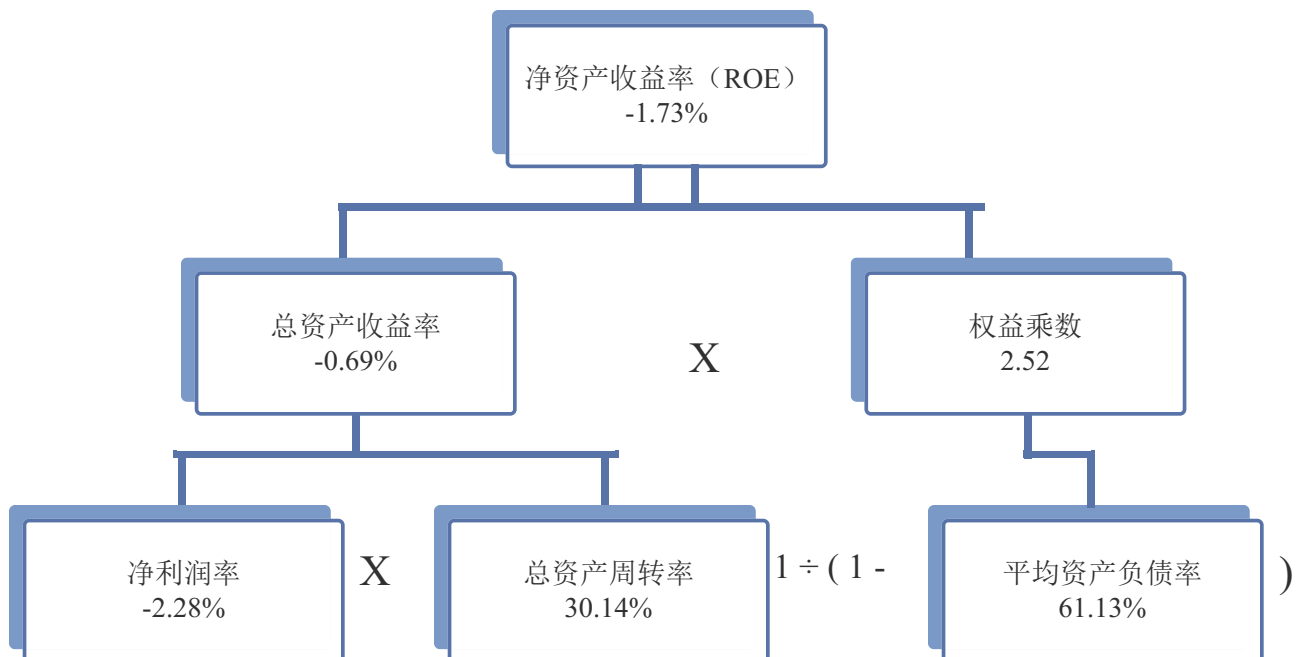 净资产收益率（ROE）
-1.73%
总资产收益率
-0.69%
X
权益乘数
2.52
净利润率
-2.28%
X
总资产周转率
30.14%
1 ÷ ( 1 -
平均资产负债率
61.13%
)